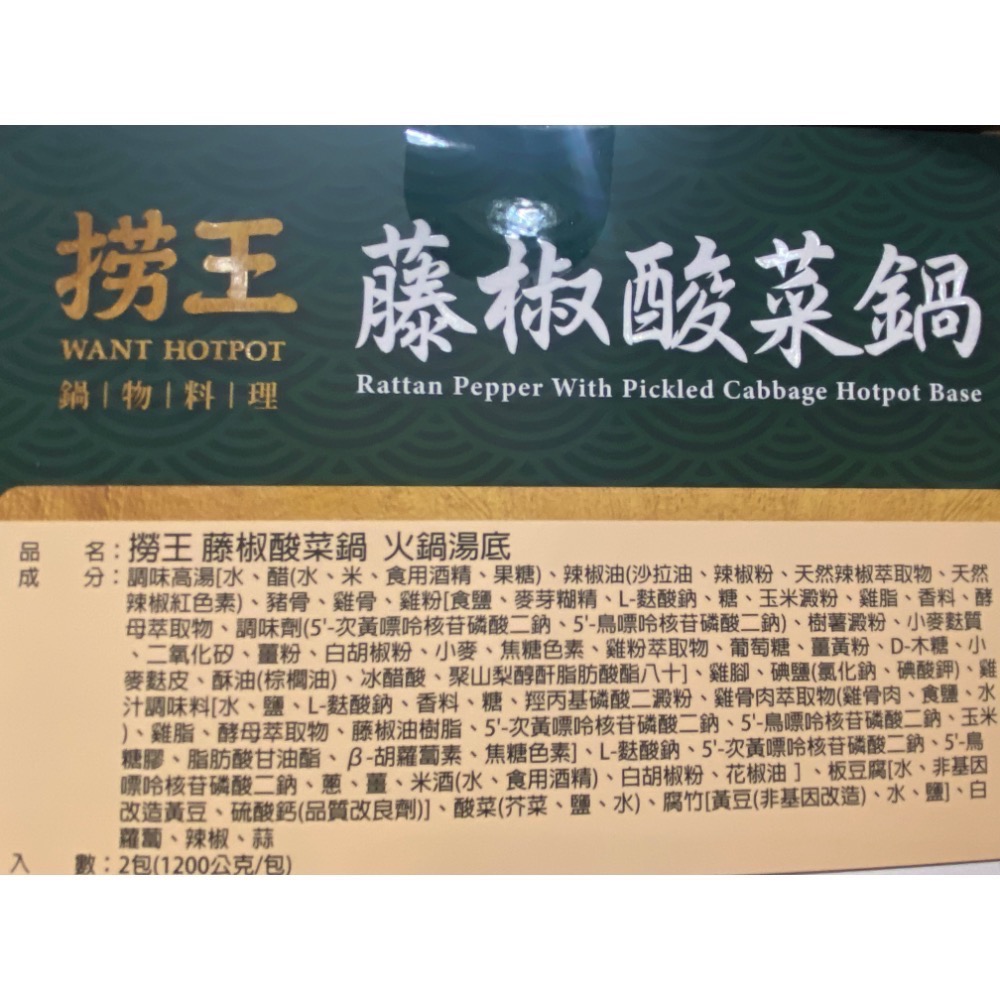 撈王
WANT HOTPOT
鍋|物|料|理
藤椒酸菜鍋
Rattan Pepper With Pickled Cabbage Hotpot Base
品 名：撈王 藤椒酸菜鍋 火鍋湯底
成 分：調味高湯[水、醋(水、米、食用酒精、果糖)、辣椒油(沙拉油、辣椒粉、天然辣椒萃取物、天然
辣椒紅色素)、豬骨、雞骨、雞粉[食鹽、麥芽糊精、L-麩酸鈉、糖、玉米澱粉、雞脂、香料、酵
母萃取物、調味劑(5'-次黃嘌呤核苷磷酸二鈉、5'-鳥嘌呤核苷磷酸二鈉)、樹薯澱粉、小麥麩質
、二氧化矽、薑粉、白胡椒粉、小麥、焦糖色素、雞粉萃取物、葡萄糖、薑黃粉、D-木糖、小
麥麩皮、酥油(棕櫚油)、冰醋酸、聚山梨醇酐脂肪酸酯八十]、雞腳、碘鹽(氯化鈉、碘酸鉀)、雞
汁調味料[水、鹽、L-麩酸鈉、香料、糖、羥丙基磷酸二澱粉、雞骨肉萃取物(雞骨肉、食鹽、水
)、雞脂、酵母萃取物、藤椒油樹脂、5'-次黃嘌呤核苷磷酸二鈉、5'-鳥嘌呤核苷磷酸二鈉、玉米
糖膠、脂肪酸甘油酯、β-胡蘿蔔素、焦糖色素]、L-麩酸鈉、5'-次黃嘌呤核苷磷酸二鈉、5'-鳥
嘌呤核苷磷酸二鈉、蔥、薑、米酒(水、食用酒精)、白胡椒粉、花椒油 ]、板豆腐[水、非基因
改造黃豆、硫酸鈣(品質改良劑)]、酸菜(芥菜、鹽、水)、腐竹[黃豆(非基因改造)、水、鹽]、白
蘿蔔、辣椒、蒜
入 數：2包(1200公克/包)